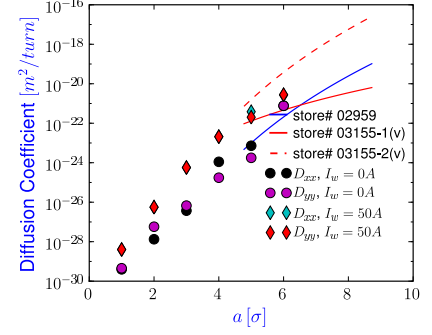 Diffusion Coefficient [m²/turn]
10⁻¹⁶
10⁻¹⁸
10⁻²⁰
10⁻²²
10⁻²⁴
10⁻²⁶
10⁻²⁸
10⁻³⁰
0 2 4 6 8 10
a [σ]
store# 02959
store# 03155-1(v)
store# 03155-2(v)
D_xx, I_w = 0A
D_yy, I_w = 0A
D_xx, I_w = 50A
D_yy, I_w = 50A